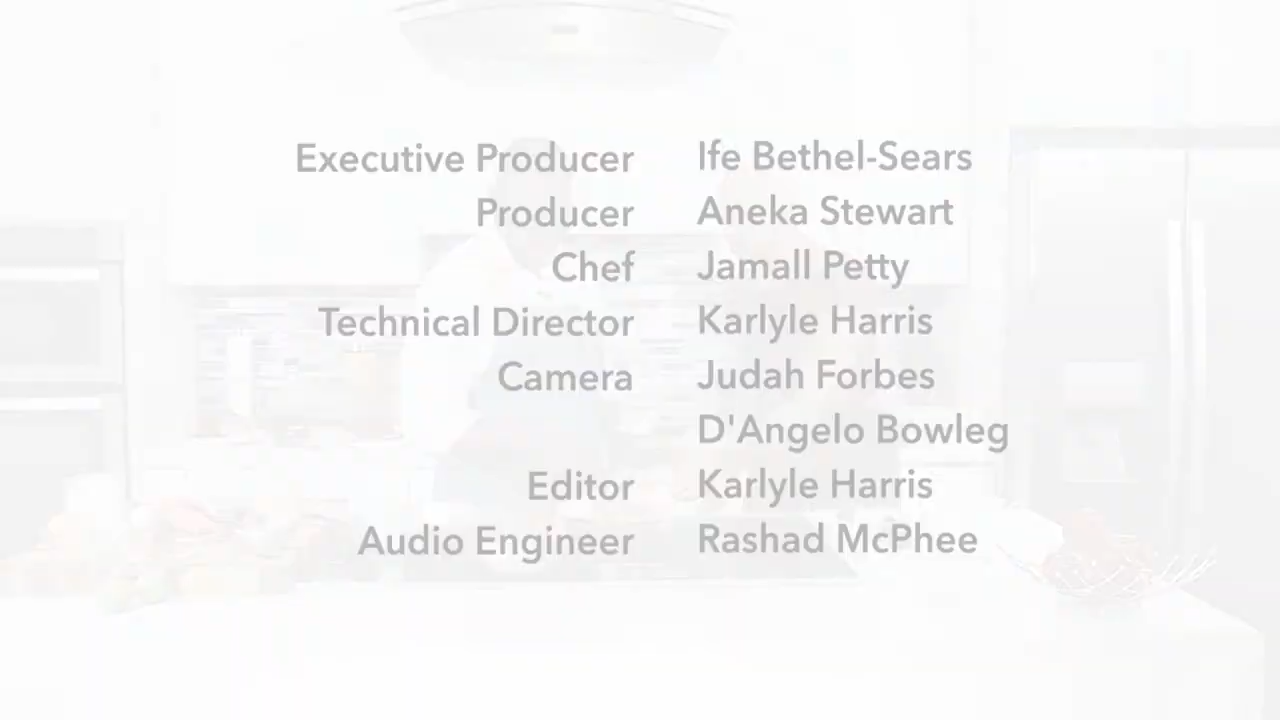 Executive Producer Ife Bethel-Sears
Producer Aneka Stewart
Chef Jamall Petty
Technical Director Karlyle Harris
Camera Judah Forbes
D'Angelo Bowleg
Editor Karlyle Harris
Audio Engineer Rashad McPhee